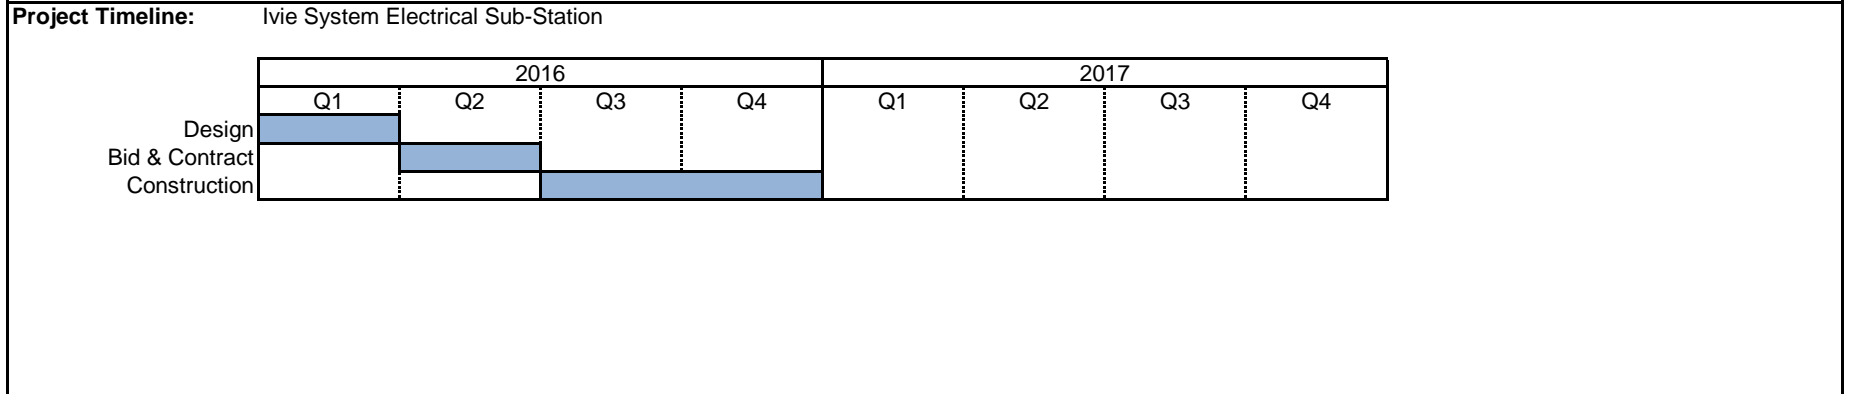 Project Timeline: Ivie System Electrical Sub-Station
2016 2017
Q1 Q2 Q3 Q4 Q1 Q2 Q3 Q4
Design
Bid & Contract
Construction